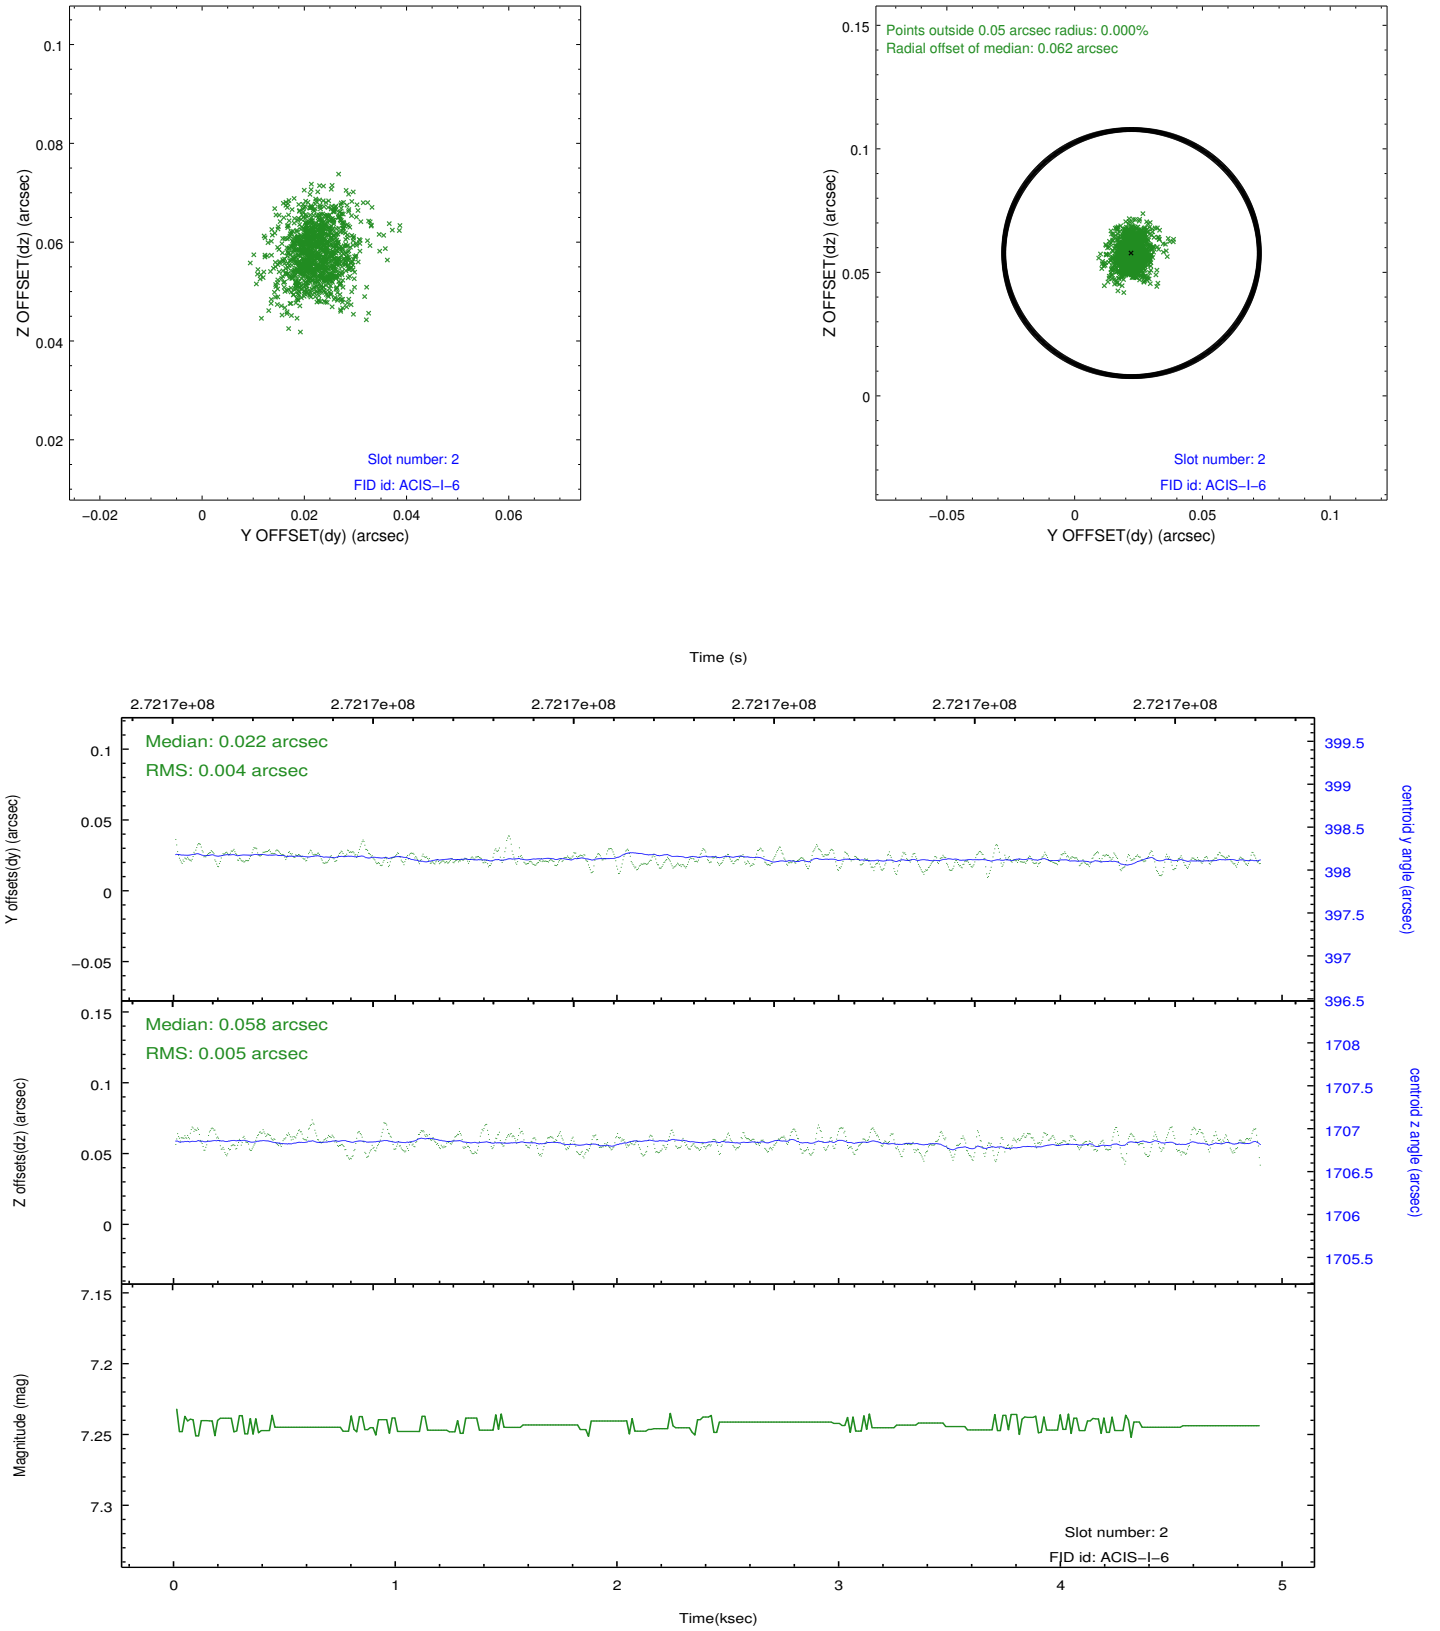 0.1
0.08
0.06
0.04
0.02
Z OFFSET(dz) (arcsec)
Slot number: 2
FID id: ACIS−I−6
−0.02 0 0.02 0.04 0.06
Y OFFSET(dy) (arcsec)
Points outside 0.05 arcsec radius: 0.000%
Radial offset of median: 0.062 arcsec
0.15
0.1
0.05
0
Z OFFSET(dz) (arcsec)
Slot number: 2
FID id: ACIS−I−6
−0.05 0 0.05 0.1
Y OFFSET(dy) (arcsec)
Time (s)
2.7217e+08 2.7217e+08 2.7217e+08 2.7217e+08 2.7217e+08 2.7217e+08
Median: 0.022 arcsec
RMS: 0.004 arcsec
0.1
0.05
0
−0.05
Y offsets(dy) (arcsec)
399.5
399
398.5
398
397.5
397
396.5
centroid y angle (arcsec)
Median: 0.058 arcsec
RMS: 0.005 arcsec
0.15
0.1
0.05
0
Z offsets(dz) (arcsec)
1708
1707.5
1707
1706.5
1706
1705.5
centroid z angle (arcsec)
7.15
7.2
7.25
7.3
Magnitude (mag)
Slot number: 2
FID id: ACIS−I−6
0 1 2 3 4 5
Time(ksec)